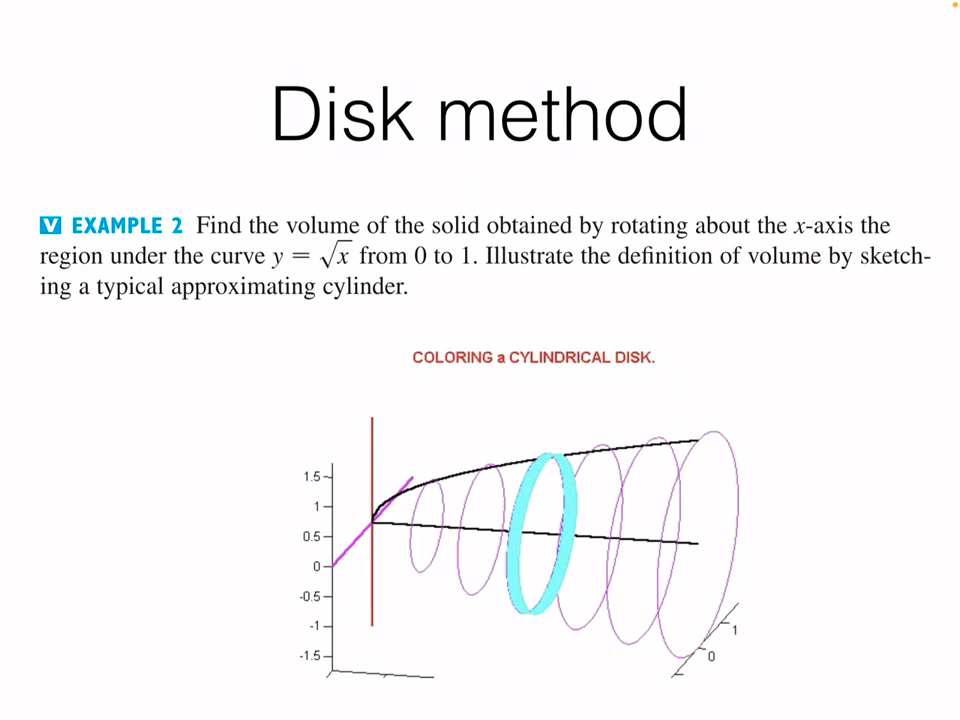 Disk method
V EXAMPLE 2 Find the volume of the solid obtained by rotating about the x-axis the
region under the curve y = √x from 0 to 1. Illustrate the definition of volume by sketch-
ing a typical approximating cylinder.
COLORING a CYLINDRICAL DISK.
1.5
1
0.5
0
-0.5
-1
-1.5
1
0